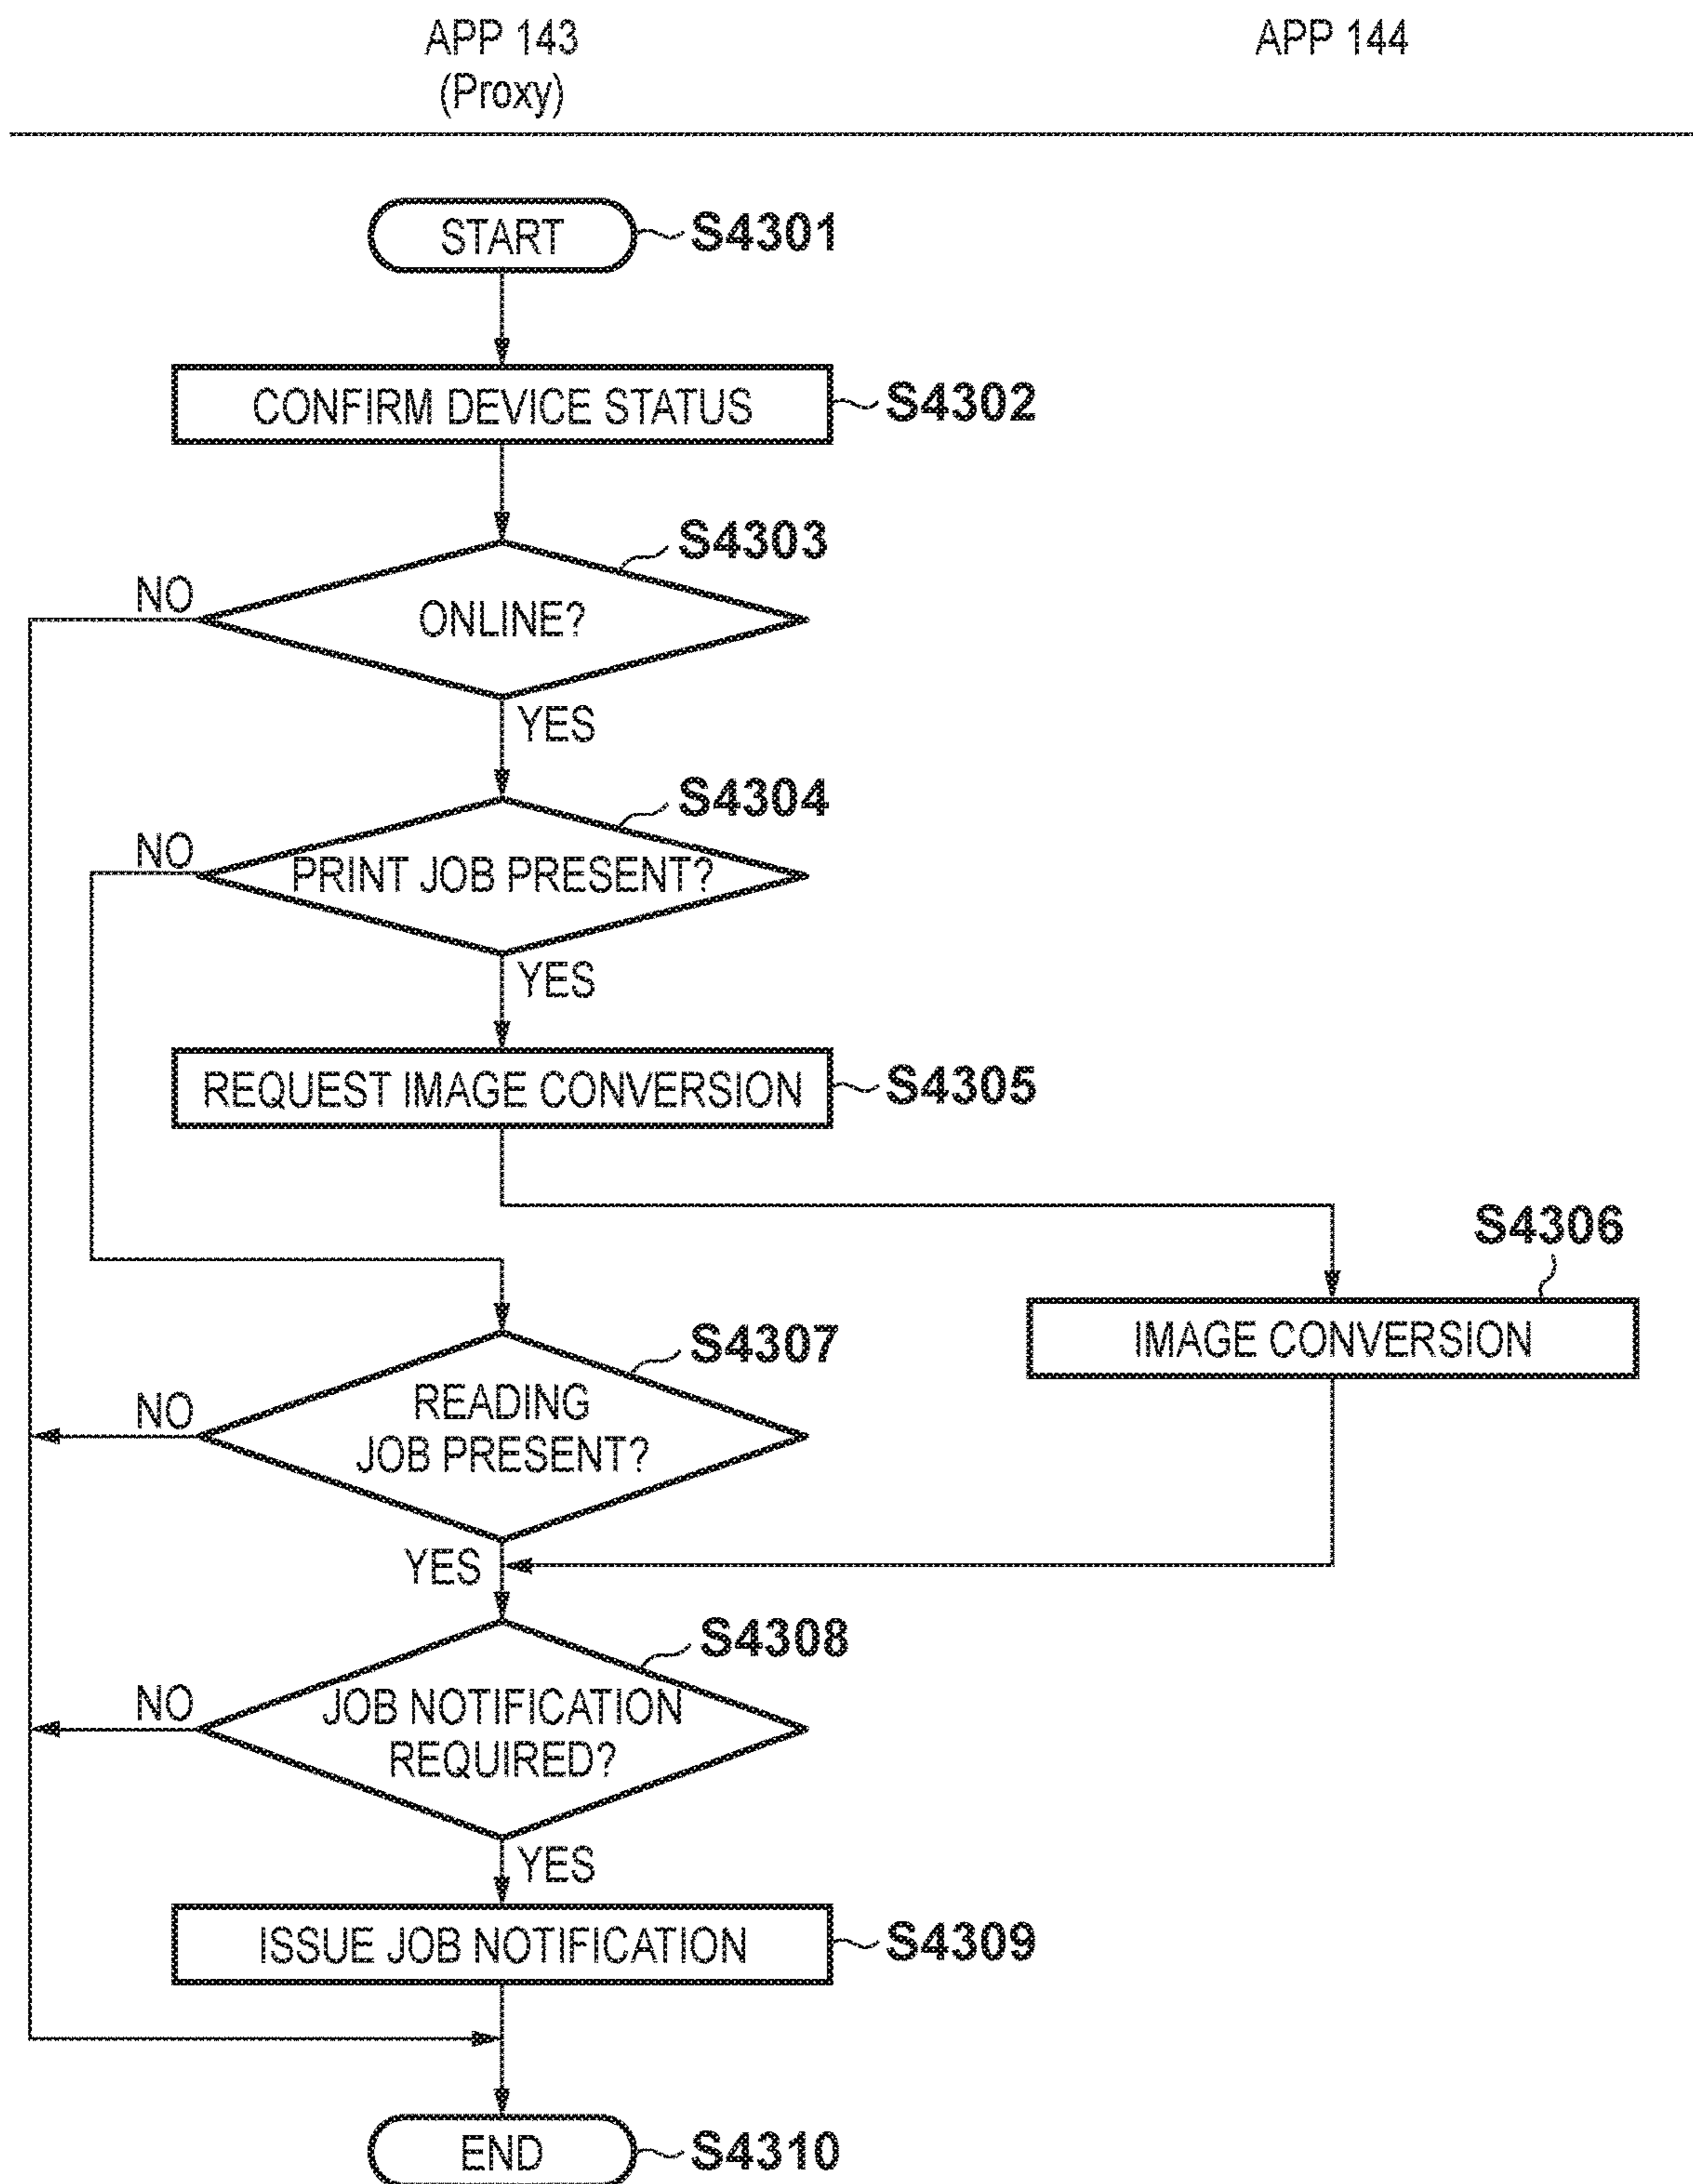 APP 143
(Proxy)
APP 144
START
S4301
CONFIRM DEVICE STATUS
S4302
S4303
NO
ONLINE?
YES
S4304
NO
PRINT JOB PRESENT?
YES
REQUEST IMAGE CONVERSION
S4305
S4306
IMAGE CONVERSION
S4307
NO
READING
JOB PRESENT?
YES
S4308
NO
JOB NOTIFICATION
REQUIRED?
YES
ISSUE JOB NOTIFICATION
S4309
END
S4310